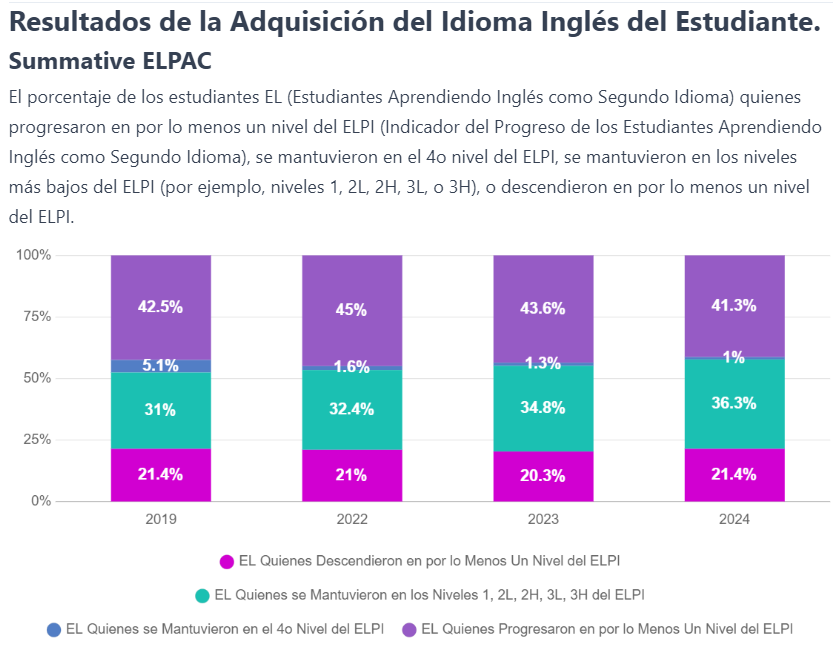 Resultados de la Adquisición del Idioma Inglés del Estudiante.
Summative ELPAC
El porcentaje de los estudiantes EL (Estudiantes Aprendiendo Inglés como Segundo Idioma) quienes
progresaron en por lo menos un nivel del ELPI (Indicador del Progreso de los Estudiantes Aprendiendo
Inglés como Segundo Idioma), se mantuvieron en el 4o nivel del ELPI, se mantuvieron en los niveles
más bajos del ELPI (por ejemplo, niveles 1, 2L, 2H, 3L, o 3H), o descendieron en por lo menos un nivel
del ELPI.
100%
75%
50%
25%
0%
42.5%
5.1%
31%
21.4%
45%
1.6%
32.4%
21%
43.6%
1.3%
34.8%
20.3%
41.3%
1%
36.3%
21.4%
2019 2022 2023 2024
EL Quienes Descendieron en por lo Menos Un Nivel del ELPI
EL Quienes se Mantuvieron en los Niveles 1, 2L, 2H, 3L, 3H del ELPI
EL Quienes se Mantuvieron en el 4o Nivel del ELPI EL Quienes Progresaron en por lo Menos Un Nivel del ELPI